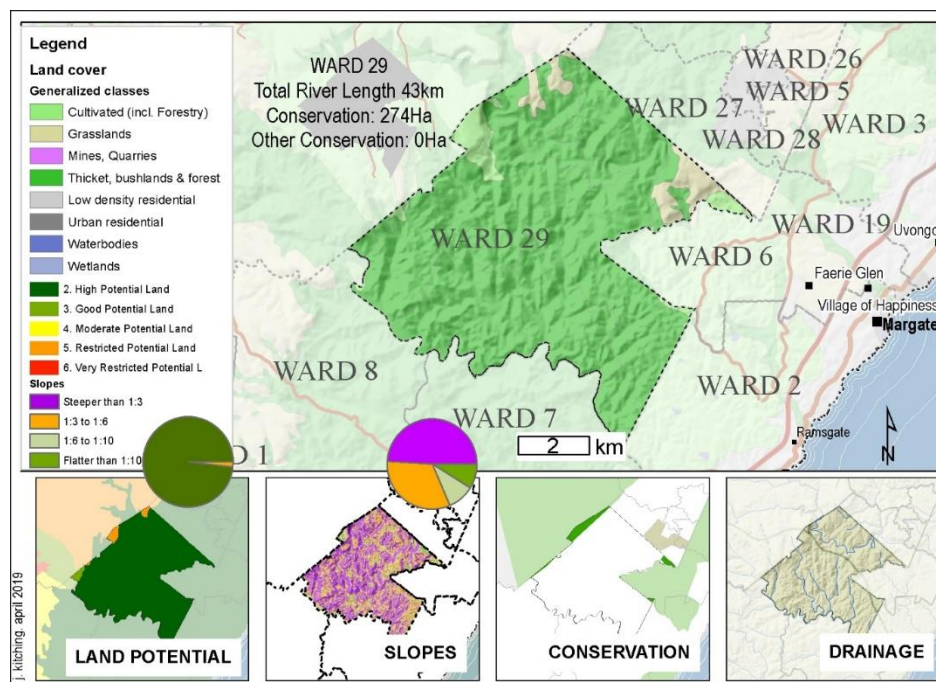 Legend
Land cover
Generalized classes
Cultivated (incl. Forestry)
Grasslands
Mines, Quarries
Thicket, bushlands & forest
Low density residential
Urban residential
Waterbodies
Wetlands
2. High Potential Land
3. Good Potential Land
4. Moderate Potential Land
5. Restricted Potential Land
6. Very Restricted Potential L
Slopes
Steeper than 1:3
1:3 to 1:6
1:6 to 1:10
Flatter than 1:10
WARD 29
Total River Length 43km
Conservation: 274Ha
Other Conservation: 0Ha
WARD 26
WARD 5
WARD 27
WARD 3
WARD 28
WARD 29
WARD 19
WARD 6
Uvongo
Faerie Glen
Village of Happiness
Margate
WARD 8
WARD 2
WARD 7
Ramsgate
2 km
N
D 1
j. kitching. april 2019
LAND POTENTIAL
SLOPES
CONSERVATION
DRAINAGE